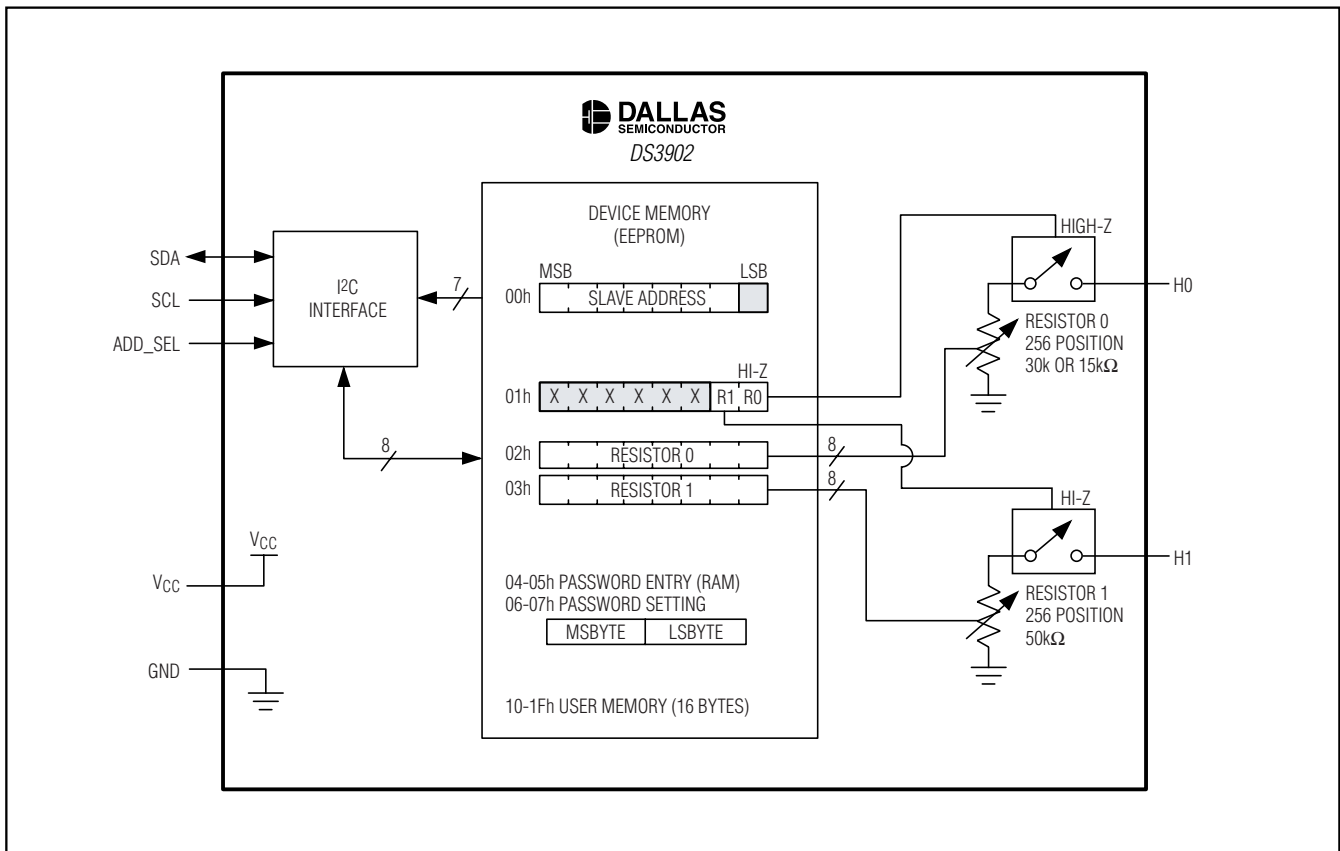 DALLAS
SEMICONDUCTOR
DS3902
DEVICE MEMORY
(EEPROM)
MSB LSB
00h SLAVE ADDRESS
SDA
SCL
ADD_SEL
I²C
INTERFACE
7
8
HI-Z
01h X X X X X X R1 R0
02h RESISTOR 0
03h RESISTOR 1
8
8
04-05h PASSWORD ENTRY (RAM)
06-07h PASSWORD SETTING
MSBYTE LSBYTE
10-1Fh USER MEMORY (16 BYTES)
VCC
VCC
GND
HIGH-Z
H0
RESISTOR 0
256 POSITION
30k OR 15kΩ
HI-Z
H1
RESISTOR 1
256 POSITION
50kΩ